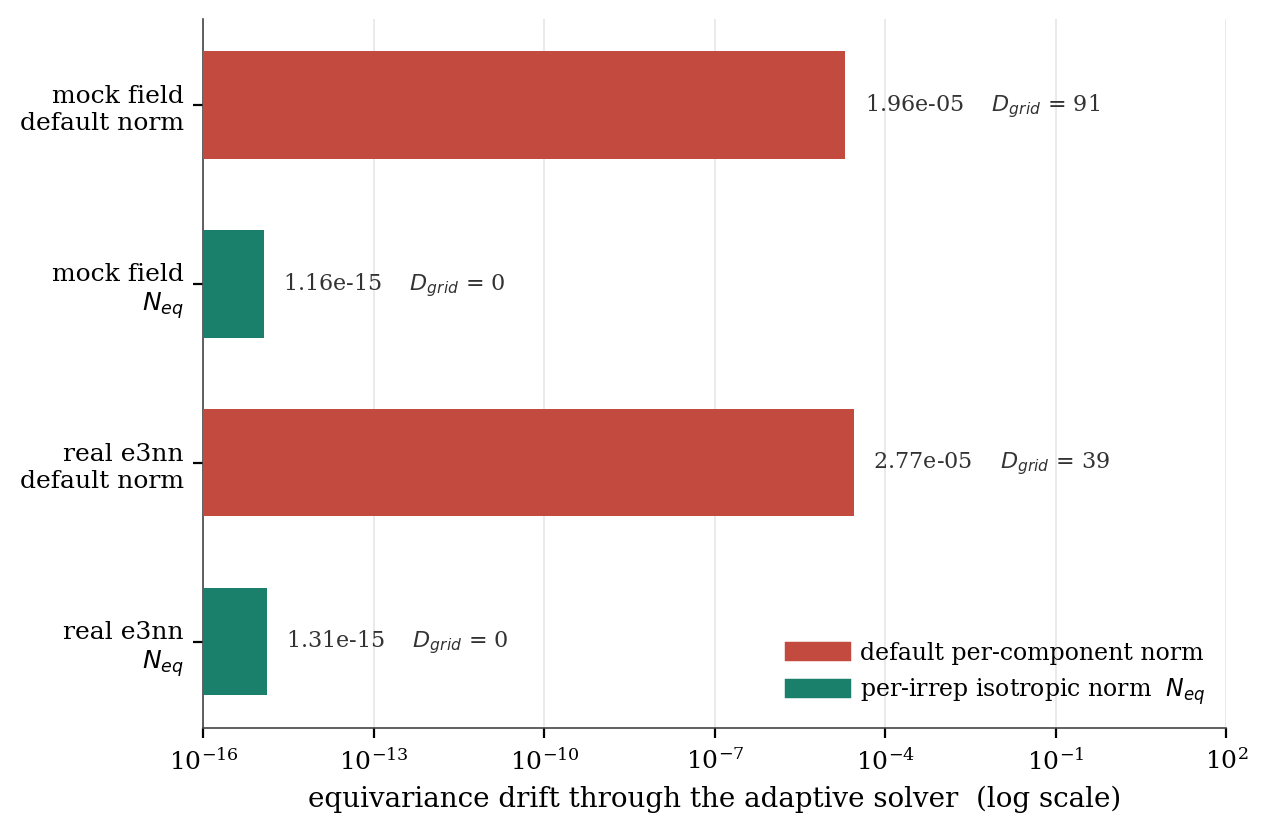 mock field
default norm
1.96e-05 D_grid = 91
mock field
N_eq
1.16e-15 D_grid = 0
real e3nn
default norm
2.77e-05 D_grid = 39
real e3nn
N_eq
1.31e-15 D_grid = 0
default per-component norm
per-irrep isotropic norm N_eq
10^−16 10^−13 10^−10 10^−7 10^−4 10^−1 10^2
equivariance drift through the adaptive solver (log scale)